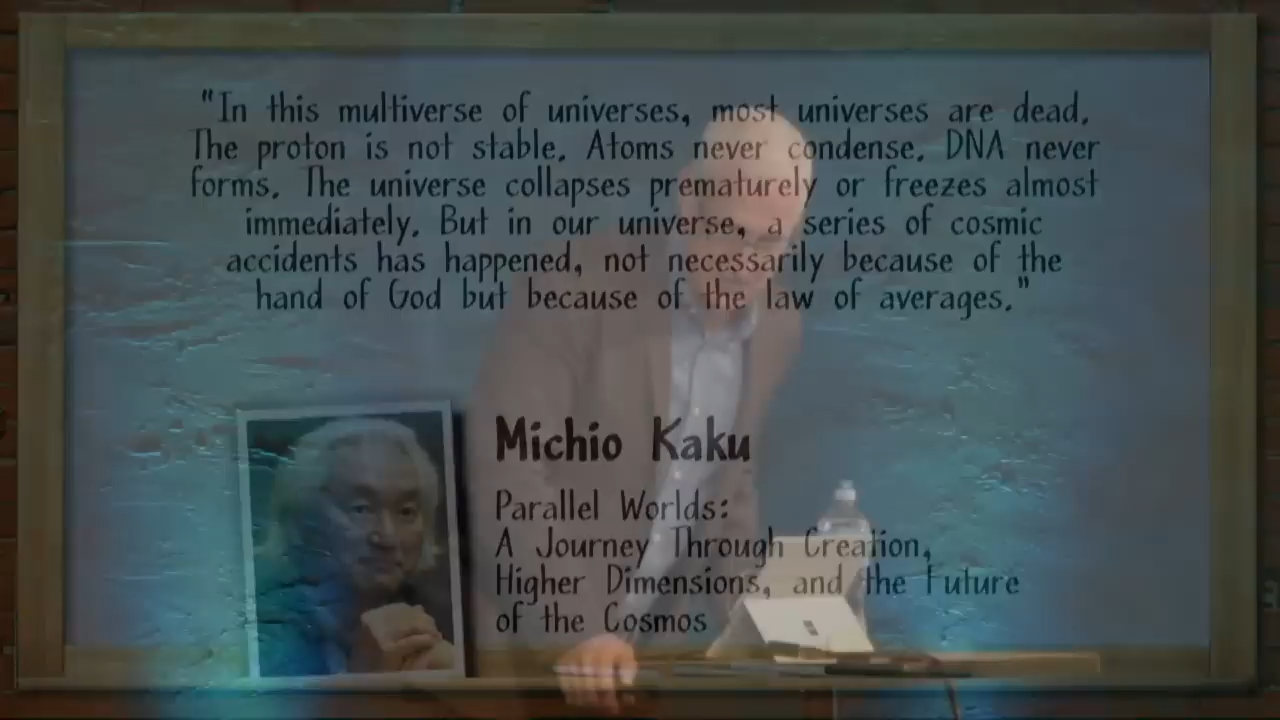 "In this multiverse of universes, most universes are dead.
The proton is not stable. Atoms never condense. DNA never
forms. The universe collapses prematurely or freezes almost
immediately. But in our universe, a series of cosmic
accidents has happened, not necessarily because of the
hand of God but because of the law of averages."
Michio Kaku
Parallel Worlds:
A Journey Through Creation,
Higher Dimensions, and the Future
of the Cosmos